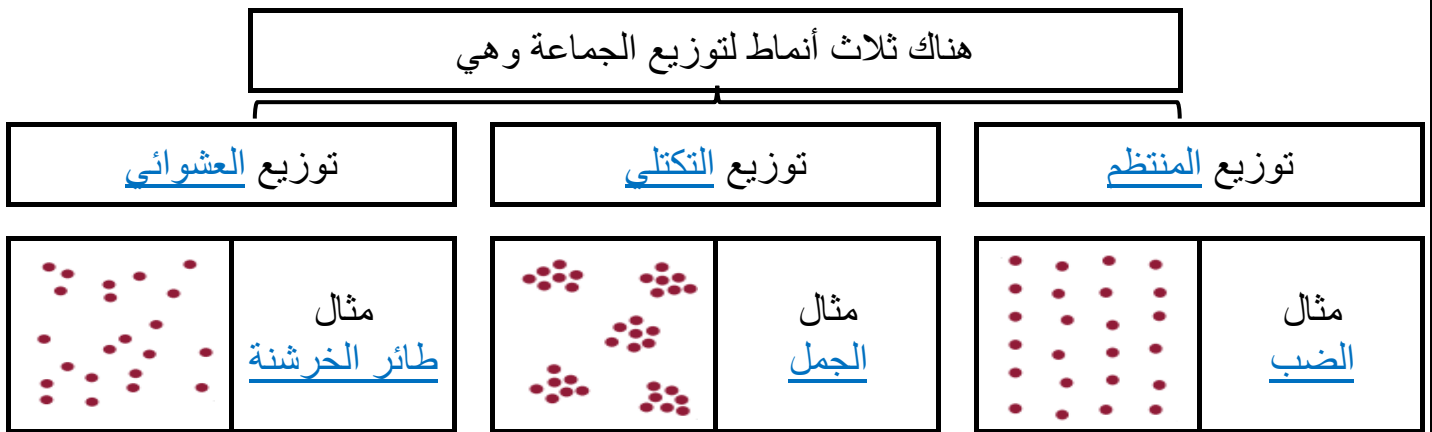 هناك ثلاث أنماط لتوزيع الجماعة وهي
توزيع المنتظم
توزيع التكتلي
توزيع العشوائي
مثال
الضب
مثال
الجمل
مثال
طائر الخرشنة